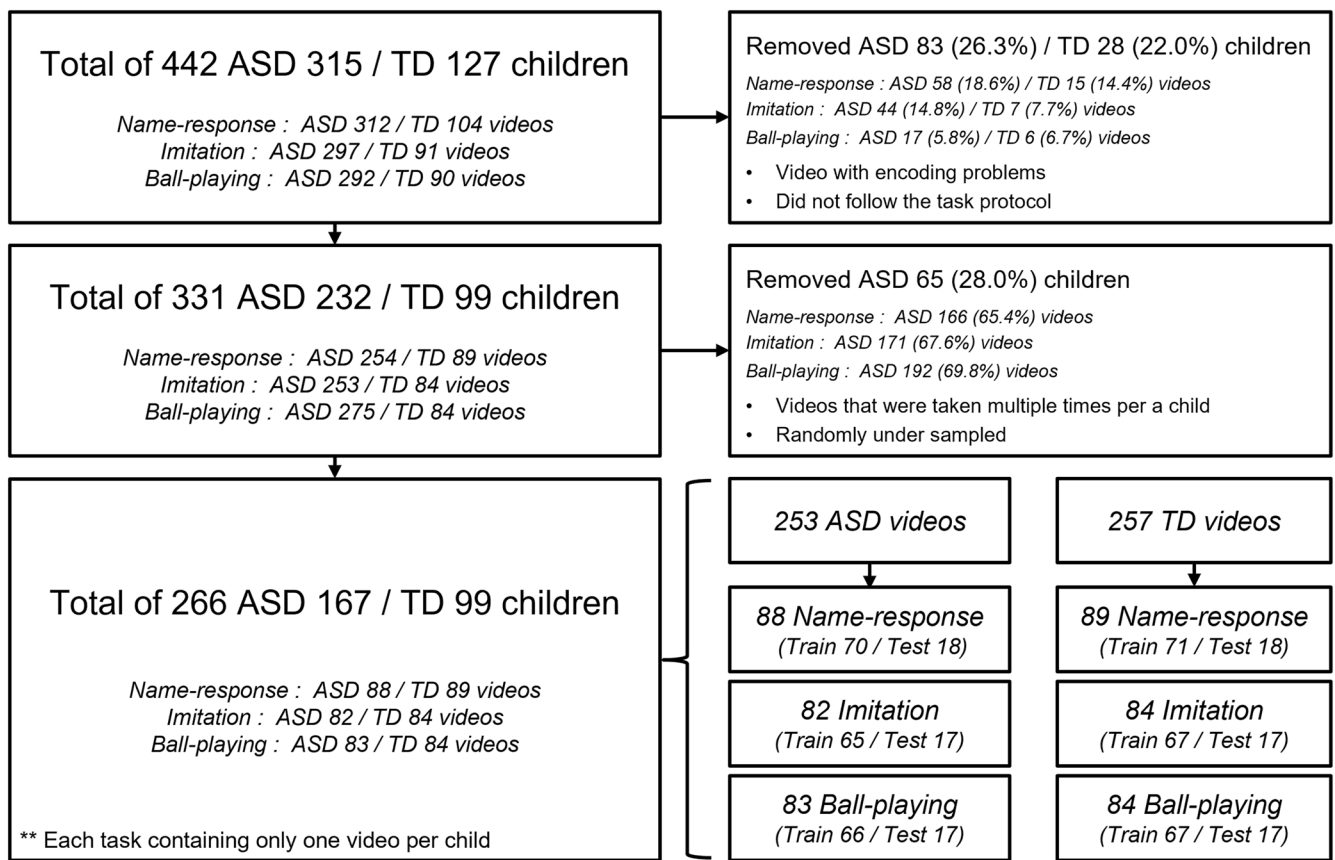 Total of 442 ASD 315 / TD 127 children
Name-response : ASD 312 / TD 104 videos
Imitation : ASD 297 / TD 91 videos
Ball-playing : ASD 292 / TD 90 videos
Removed ASD 83 (26.3%) / TD 28 (22.0%) children
Name-response : ASD 58 (18.6%) / TD 15 (14.4%) videos
Imitation : ASD 44 (14.8%) / TD 7 (7.7%) videos
Ball-playing : ASD 17 (5.8%) / TD 6 (6.7%) videos
• Video with encoding problems
• Did not follow the task protocol
Total of 331 ASD 232 / TD 99 children
Name-response : ASD 254 / TD 89 videos
Imitation : ASD 253 / TD 84 videos
Ball-playing : ASD 275 / TD 84 videos
Removed ASD 65 (28.0%) children
Name-response : ASD 166 (65.4%) videos
Imitation : ASD 171 (67.6%) videos
Ball-playing : ASD 192 (69.8%) videos
• Videos that were taken multiple times per a child
• Randomly under sampled
Total of 266 ASD 167 / TD 99 children
Name-response : ASD 88 / TD 89 videos
Imitation : ASD 82 / TD 84 videos
Ball-playing : ASD 83 / TD 84 videos
** Each task containing only one video per child
253 ASD videos
88 Name-response
(Train 70 / Test 18)
82 Imitation
(Train 65 / Test 17)
83 Ball-playing
(Train 66 / Test 17)
257 TD videos
89 Name-response
(Train 71 / Test 18)
84 Imitation
(Train 67 / Test 17)
84 Ball-playing
(Train 67 / Test 17)